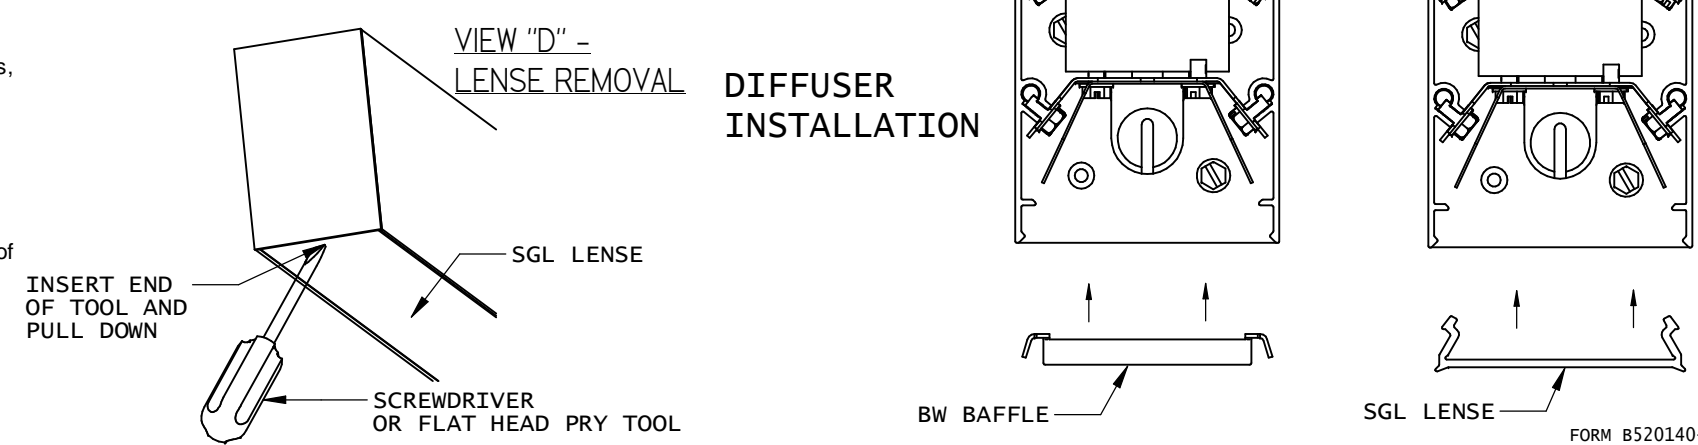 s,
of
VIEW "D" -
LENSE REMOVAL
SGL LENSE
INSERT END
OF TOOL AND
PULL DOWN
SCREWDRIVER
OR FLAT HEAD PRY TOOL
DIFFUSER
INSTALLATION
BW BAFFLE
SGL LENSE
FORM B520140-